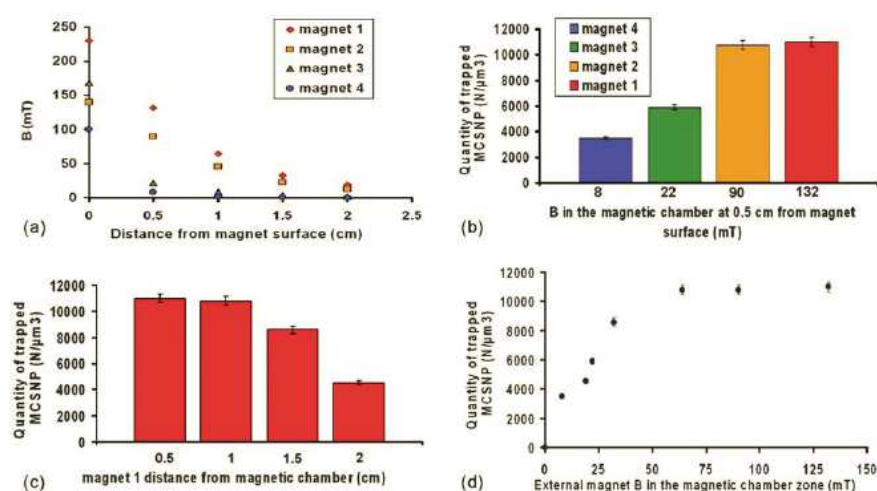 250
200
150
100
50
0
B (mT)
0 0.5 1 1.5 2 2.5
Distance from magnet surface (cm)
magnet 1
magnet 2
magnet 3
magnet 4
(a)
12000
10000
8000
6000
4000
2000
0
Quantity of trapped
MCSNP (N/µm3)
magnet 4
magnet 3
magnet 2
magnet 1
8 22 90 132
B in the magnetic chamber at 0.5 cm from magnet
surface (mT)
(b)
12000
10000
8000
6000
4000
2000
0
Quantity of trapped
MCSNP (N/µm3)
0.5 1 1.5 2
magnet 1 distance from magnetic chamber (cm)
(c)
12000
10000
8000
6000
4000
2000
0
Quantity of trapped
MCSNP (N/µm3)
0 25 50 75 100 125 150
External magnet B in the magnetic chamber zone (mT)
(d)